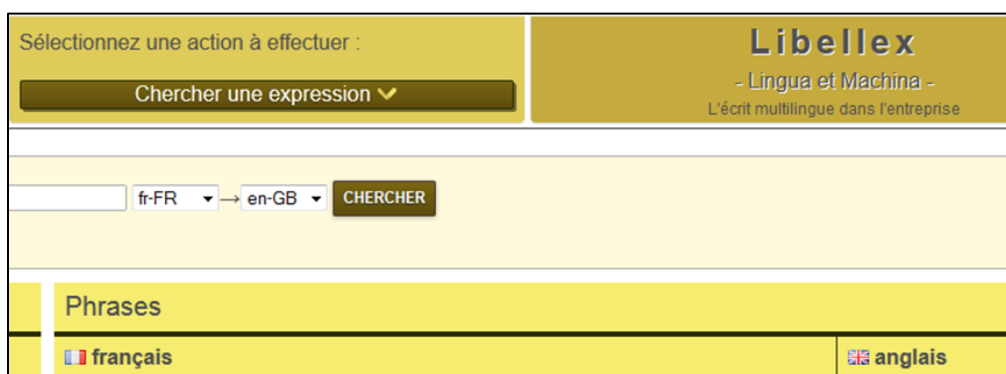 Sélectionnez une action à effectuer :
Chercher une expression
Libellex
- Lingua et Machina -
L'écrit multilingue dans l'entreprise
fr-FR → en-GB CHERCHER
Phrases
français anglais